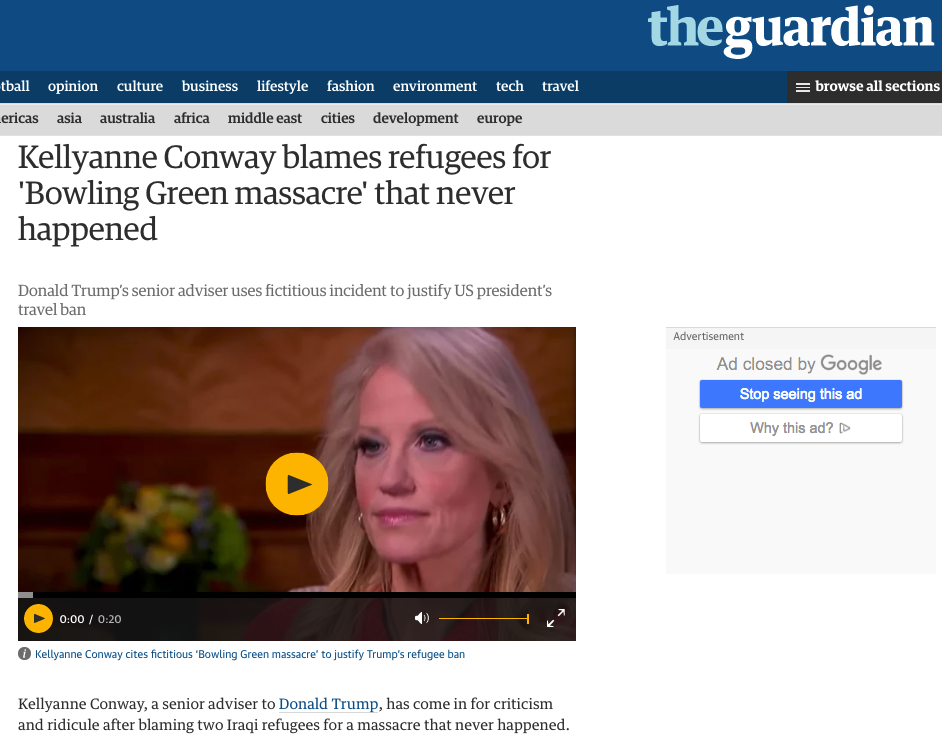 theguardian
tball opinion culture business lifestyle fashion environment tech travel browse all sections
ericas asia australia africa middle east cities development europe
Kellyanne Conway blames refugees for
'Bowling Green massacre' that never
happened
Donald Trump's senior adviser uses fictitious incident to justify US president's
travel ban
Advertisement
Ad closed by Google
Stop seeing this ad
Why this ad?
0:00 / 0:20
i Kellyanne Conway cites fictitious 'Bowling Green massacre' to justify Trump's refugee ban
Kellyanne Conway, a senior adviser to Donald Trump, has come in for criticism
and ridicule after blaming two Iraqi refugees for a massacre that never happened.